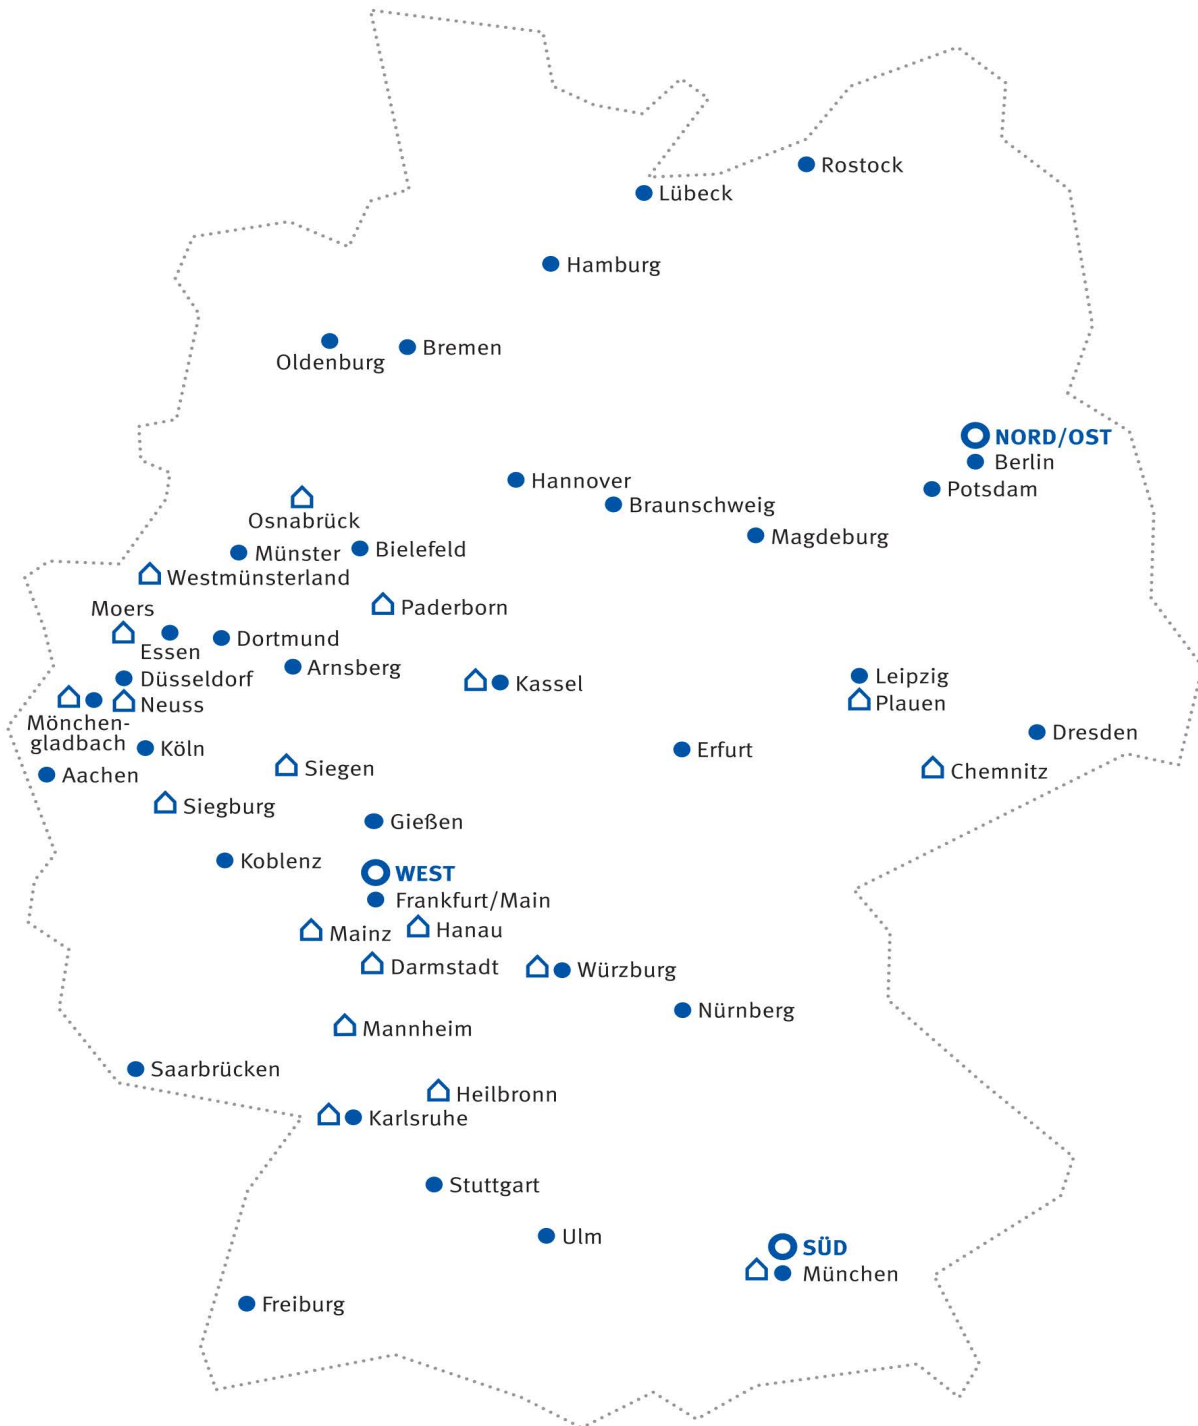 Rostock
Lübeck
Hamburg
Oldenburg
Bremen
NORD/OST
Berlin
Potsdam
Hannover
Braunschweig
Magdeburg
Osnabrück
Münster
Bielefeld
Westmünsterland
Moers
Paderborn
Essen
Dortmund
Arnsberg
Düsseldorf
Kassel
Leipzig
Neuss
Plauen
Mönchen-
gladbach
Dresden
Köln
Erfurt
Siegen
Aachen
Chemnitz
Siegburg
Gießen
Koblenz
WEST
Frankfurt/Main
Mainz
Hanau
Darmstadt
Würzburg
Nürnberg
Mannheim
Saarbrücken
Heilbronn
Karlsruhe
Stuttgart
Ulm
SÜD
München
Freiburg